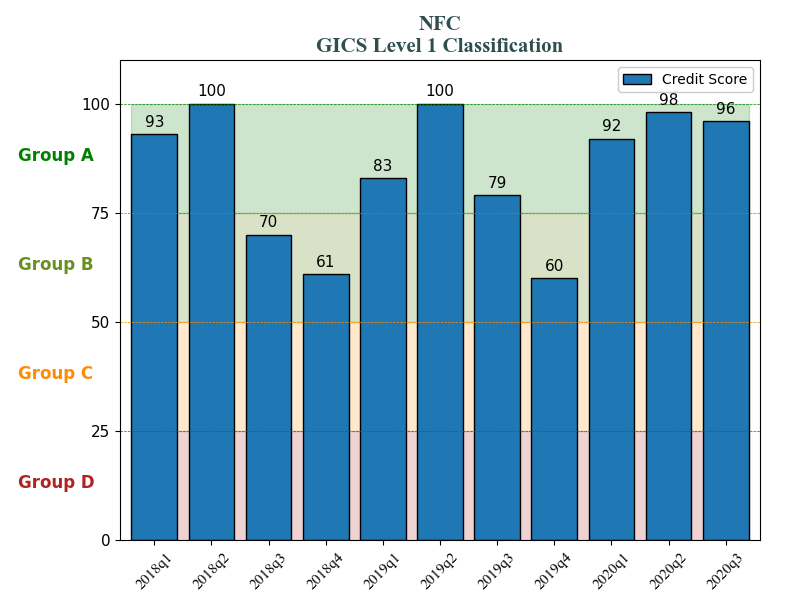 NFC
GICS Level 1 Classification
Credit Score
100
75
50
25
0
Group A
Group B
Group C
Group D
93
100
70
61
83
100
79
60
92
98
96
2018q1
2018q2
2018q3
2018q4
2019q1
2019q2
2019q3
2019q4
2020q1
2020q2
2020q3